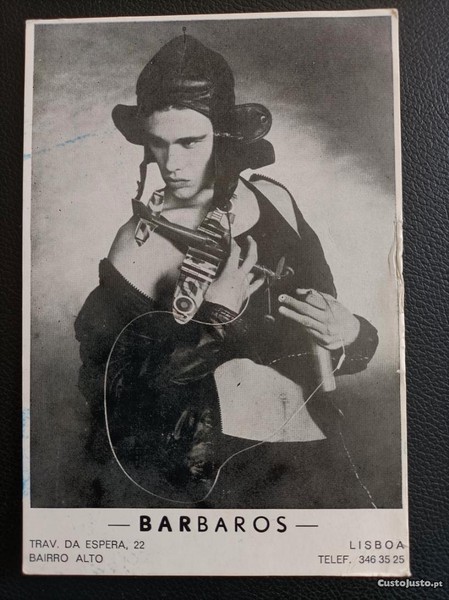 — BARBAROS —
TRAV. DA ESPERA, 22
BAIRRO ALTO
LISBOA
TELEF. 346 35 25
CustoJusto.pt